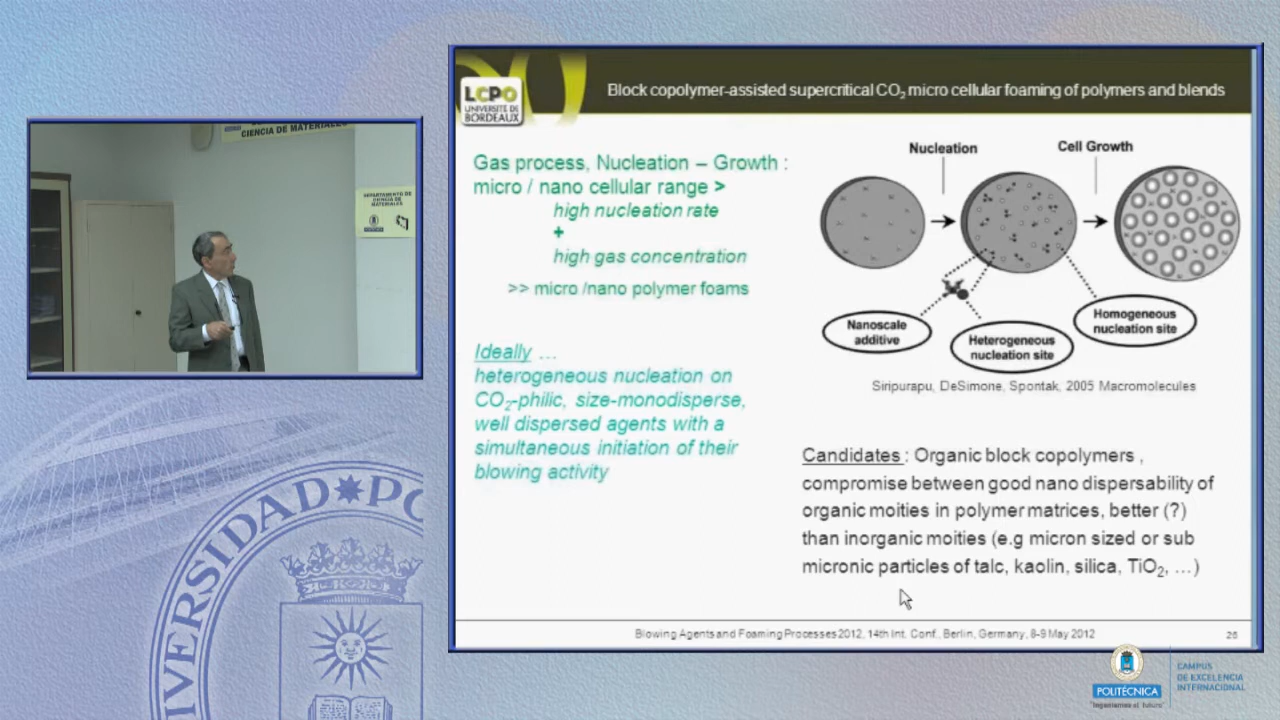 CIENCIA DE MATERIALES
DEPARTAMENTO DE
CIENCIA DE
MATERIALES
LCPO
UNIVERSITÉ DE
BORDEAUX
Block copolymer-assisted supercritical CO₂ micro cellular foaming of polymers and blends
Gas process, Nucleation – Growth :
micro / nano cellular range >
high nucleation rate
+
high gas concentration
>> micro /nano polymer foams
Ideally ...
heterogeneous nucleation on
CO₂-philic, size-monodisperse,
well dispersed agents with a
simultaneous initiation of their
blowing activity
Nucleation
Cell Growth
Nanoscale
additive
Heterogeneous
nucleation site
Homogeneous
nucleation site
Siripurapu, DeSimone, Spontak, 2005 Macromolecules
Candidates : Organic block copolymers ,
compromise between good nano dispersability of
organic moities in polymer matrices, better (?)
than inorganic moities (e.g micron sized or sub
micronic particles of talc, kaolin, silica, TiO₂, ...)
Blowing Agents and Foaming Processes 2012, 14th Int. Conf., Berlin, Germany, 8-9 May 2012
26
UNIVERSIDAD PO
POLITÉCNICA
"Ingeniamos el futuro"
CAMPUS
DE EXCELENCIA
INTERNACIONAL